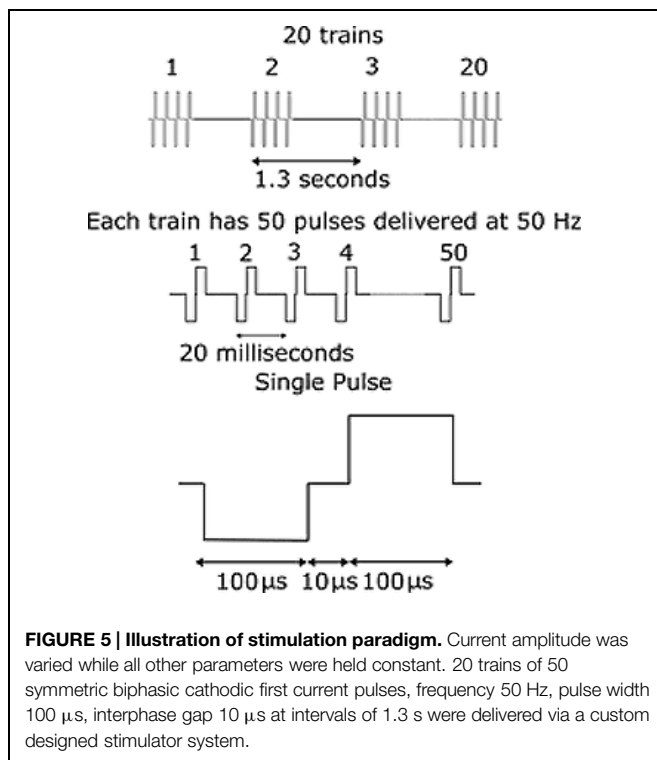 20 trains
1 2 3 20
1.3 seconds
Each train has 50 pulses delivered at 50 Hz
1 2 3 4 50
20 milliseconds
Single Pulse
100μs 10μs 100μs
FIGURE 5 | Illustration of stimulation paradigm. Current amplitude was
varied while all other parameters were held constant. 20 trains of 50
symmetric biphasic cathodic first current pulses, frequency 50 Hz, pulse width
100 μs, interphase gap 10 μs at intervals of 1.3 s were delivered via a custom
designed stimulator system.